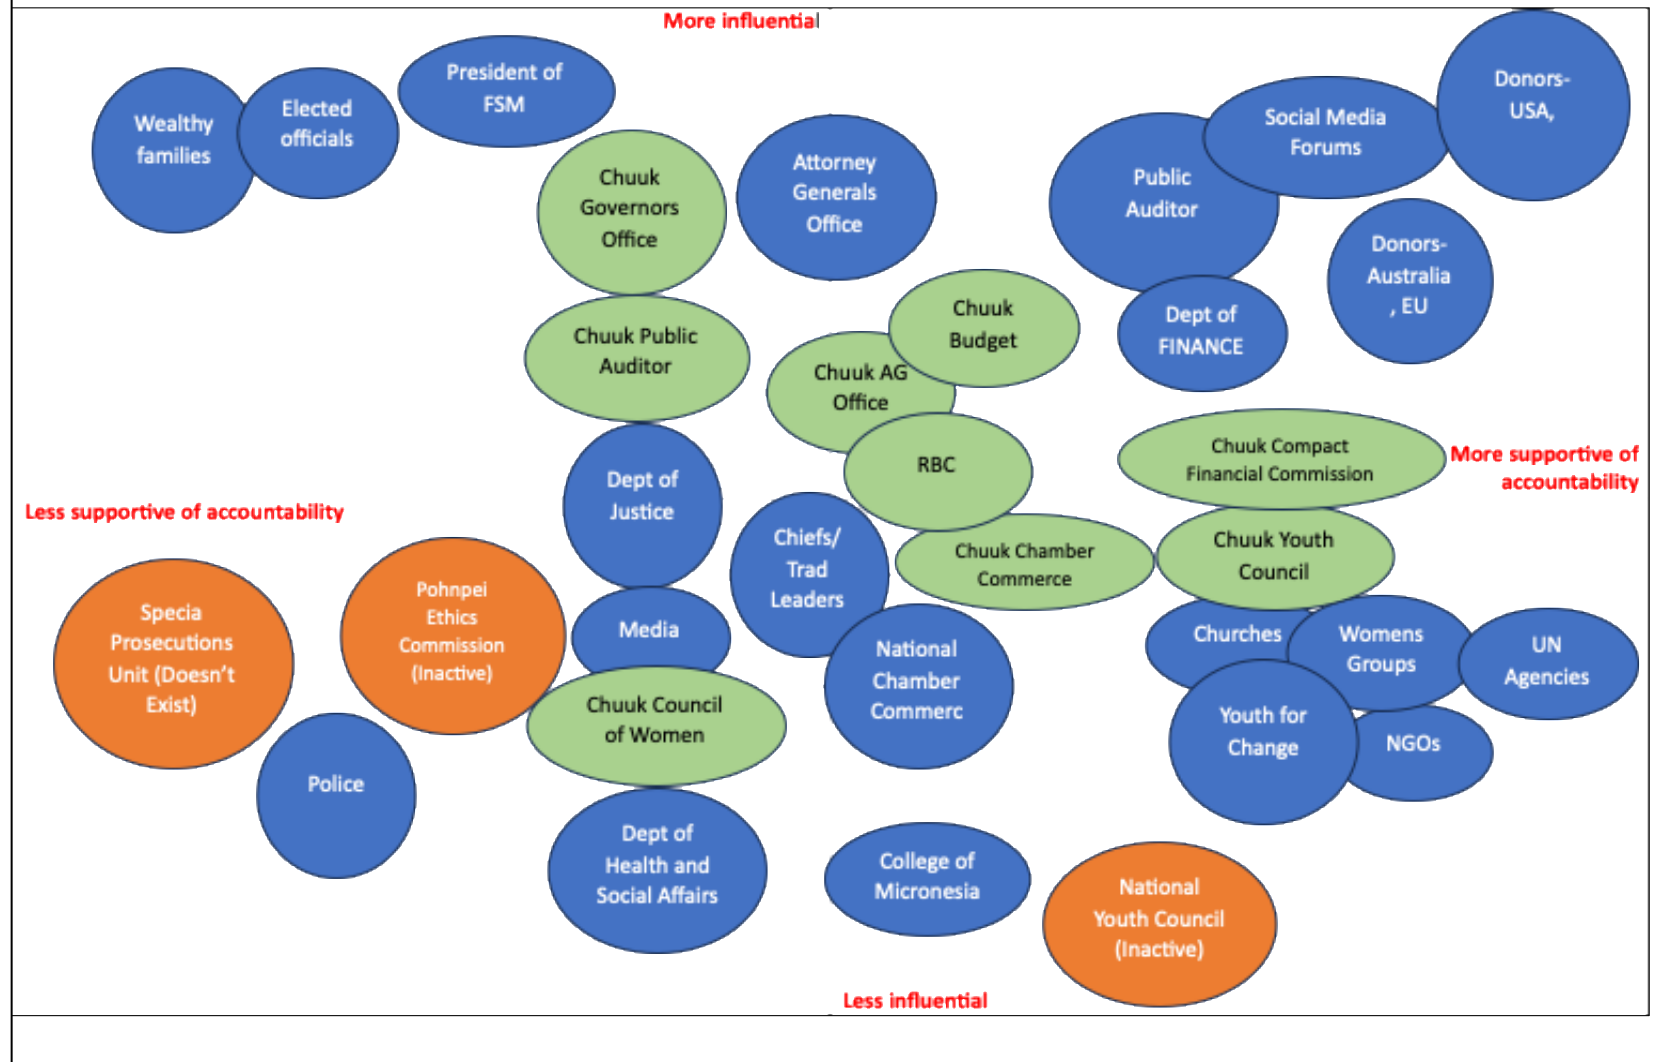 More influential
Donors-
USA,
President of
FSM
Wealthy
families
Elected
officials
Social Media
Forums
Chuuk
Governors
Office
Attorney
Generals
Office
Public
Auditor
Donors-
Australia
, EU
Chuuk
Budget
Dept of
FINANCE
Chuuk Public
Auditor
Chuuk AG
Office
RBC
Chuuk Compact
Financial Commission
More supportive of
accountability
Less supportive of accountability
Dept of
Justice
Chiefs/
Trad
Leaders
Chuuk Chamber
Commerce
Chuuk Youth
Council
Specia
Prosecutions
Unit (Doesn't
Exist)
Pohnpei
Ethics
Commission
(Inactive)
Media
National
Chamber
Commerc
Churches
Womens
Groups
UN
Agencies
Chuuk Council
of Women
Youth for
Change
NGOs
Police
Dept of
Health and
Social Affairs
College of
Micronesia
National
Youth Council
(Inactive)
Less influential